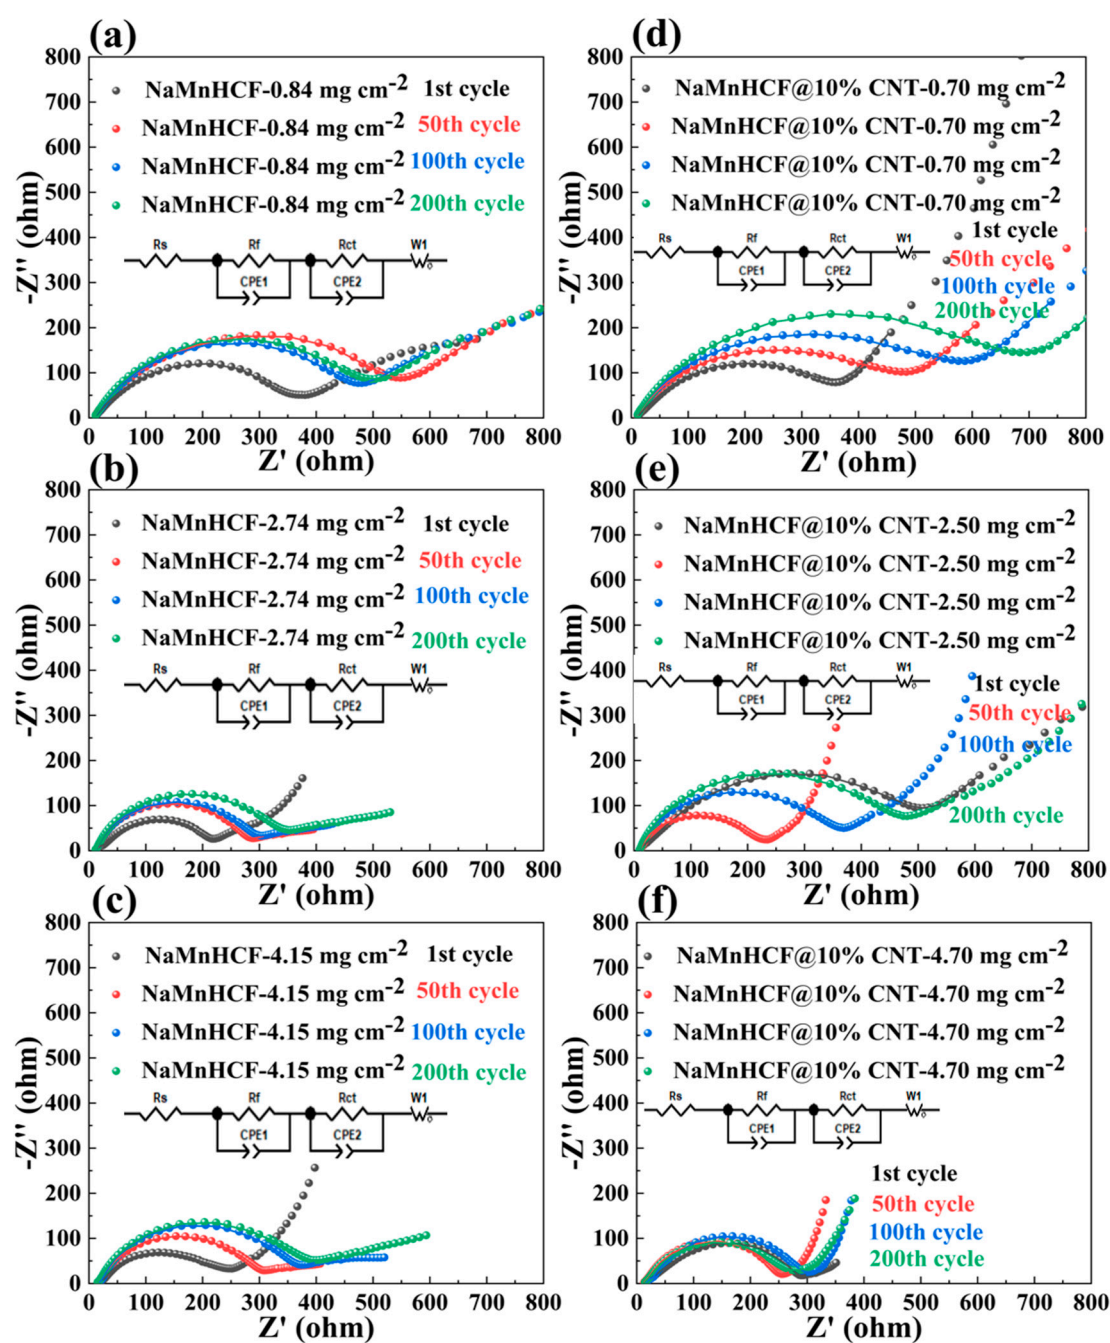 (a)
800
700
600
500
400
300
200
100
0
-Z'' (ohm)
NaMnHCF-0.84 mg cm-2 1st cycle
NaMnHCF-0.84 mg cm-2 50th cycle
NaMnHCF-0.84 mg cm-2 100th cycle
NaMnHCF-0.84 mg cm-2 200th cycle
Rs Rf Rct W1
CPE1 CPE2
0 100 200 300 400 500 600 700 800
Z' (ohm)
(d)
800
700
600
500
400
300
200
100
0
-Z'' (ohm)
NaMnHCF@10% CNT-0.70 mg cm-2
NaMnHCF@10% CNT-0.70 mg cm-2
NaMnHCF@10% CNT-0.70 mg cm-2
NaMnHCF@10% CNT-0.70 mg cm-2
1st cycle
50th cycle
100th cycle
200th cycle
Rs Rf Rct W1
CPE1 CPE2
0 100 200 300 400 500 600 700 800
Z' (ohm)
(b)
800
700
600
500
400
300
200
100
0
-Z'' (ohm)
NaMnHCF-2.74 mg cm-2 1st cycle
NaMnHCF-2.74 mg cm-2 50th cycle
NaMnHCF-2.74 mg cm-2 100th cycle
NaMnHCF-2.74 mg cm-2 200th cycle
Rs Rf Rct W1
CPE1 CPE2
0 100 200 300 400 500 600 700 800
Z' (ohm)
(e)
800
700
600
500
400
300
200
100
0
-Z'' (ohm)
NaMnHCF@10% CNT-2.50 mg cm-2
NaMnHCF@10% CNT-2.50 mg cm-2
NaMnHCF@10% CNT-2.50 mg cm-2
NaMnHCF@10% CNT-2.50 mg cm-2
Rs Rf Rct W1
CPE1 CPE2
1st cycle
50th cycle
100th cycle
200th cycle
0 100 200 300 400 500 600 700 800
Z' (ohm)
(c)
800
700
600
500
400
300
200
100
0
-Z'' (ohm)
NaMnHCF-4.15 mg cm-2 1st cycle
NaMnHCF-4.15 mg cm-2 50th cycle
NaMnHCF-4.15 mg cm-2 100th cycle
NaMnHCF-4.15 mg cm-2 200th cycle
Rs Rf Rct W1
CPE1 CPE2
0 100 200 300 400 500 600 700 800
Z' (ohm)
(f)
800
700
600
500
400
300
200
100
0
-Z'' (ohm)
NaMnHCF@10% CNT-4.70 mg cm-2
NaMnHCF@10% CNT-4.70 mg cm-2
NaMnHCF@10% CNT-4.70 mg cm-2
NaMnHCF@10% CNT-4.70 mg cm-2
Rs Rf Rct W1
CPE1 CPE2
1st cycle
50th cycle
100th cycle
200th cycle
0 100 200 300 400 500 600 700 800
Z' (ohm)